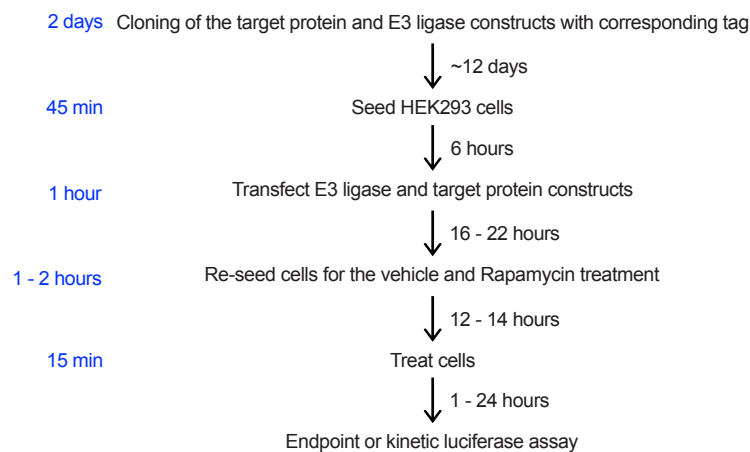 2 days Cloning of the target protein and E3 ligase constructs with corresponding tag
~12 days
45 min Seed HEK293 cells
6 hours
1 hour Transfect E3 ligase and target protein constructs
16 - 22 hours
1 - 2 hours Re-seed cells for the vehicle and Rapamycin treatment
12 - 14 hours
15 min Treat cells
1 - 24 hours
Endpoint or kinetic luciferase assay